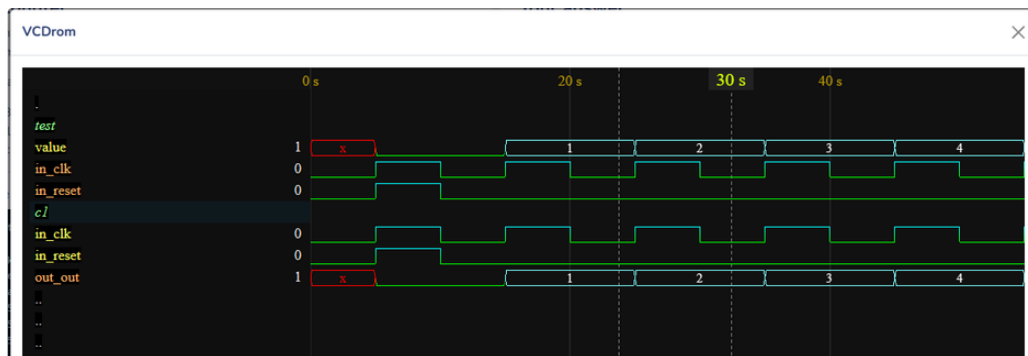 VCDrom ×
0 s 20 s 30 s 40 s
.
test
value 1 x 1 2 3 4
in_clk 0
in_reset 0
c1
in_clk 0
in_reset 0
out_out 1 x 1 2 3 4
..
..
..